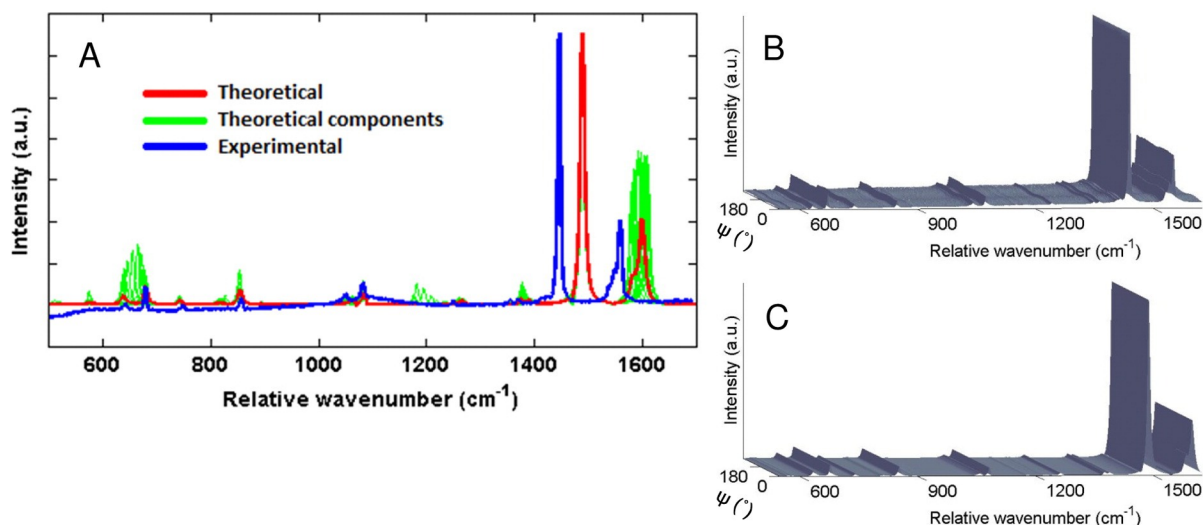 A
Theoretical
Theoretical components
Experimental
Intensity (a.u.)
600 800 1000 1200 1400 1600
Relative wavenumber (cm⁻¹)
B
Intensity (a.u.)
180 0 600 900 1200 1500
Ψ (°)
Relative wavenumber (cm⁻¹)
C
Intensity (a.u.)
180 0 600 900 1200 1500
Ψ (°)
Relative wavenumber (cm⁻¹)